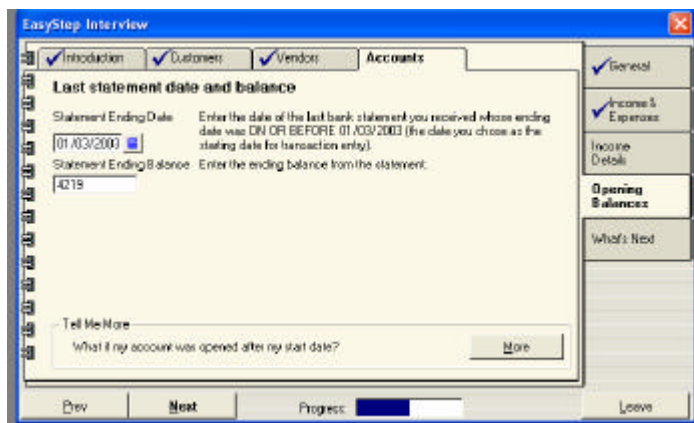 EasyStep Interview
Introduction
Customers
Vendors
Accounts
Last statement date and balance
Statement Ending Date
Enter the date of the last bank statement you received whose ending
date was ON OR BEFORE 01/03/2003 (the date you chose as the
starting date for transaction entry).
01/03/2003
Statement Ending Balance
Enter the ending balance from the statement.
4219
Tell Me More
What if my account was opened after my start date?
More
General
Income &
Expenses
Income
Details
Opening
Balances
What's Next
Prev
Next
Progress:
Leave